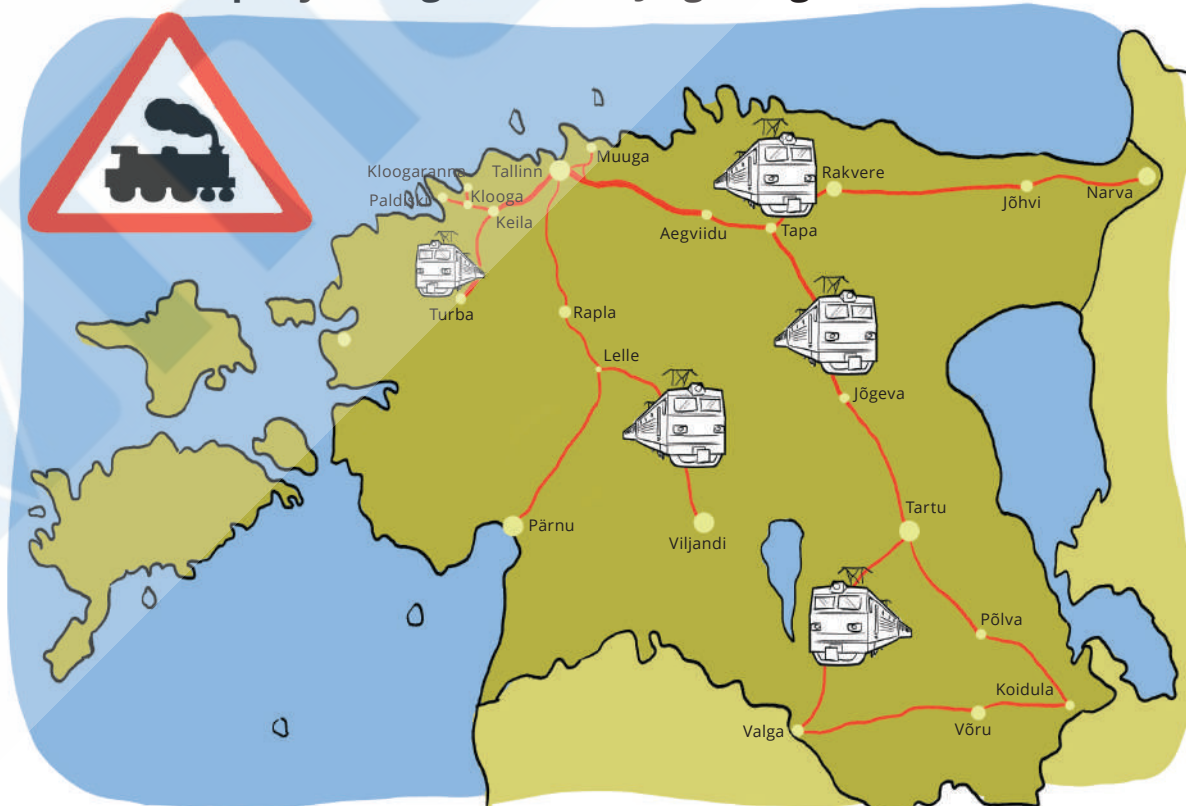 Muuga
Tallinn
Kloogaranna
Rakvere
Klooga
Paldiski
Narva
Jõhvi
Keila
Aegviidu
Tapa
Turba
Rapla
Lelle
Jõgeva
Tartu
Pärnu
Viljandi
Põlva
Koidula
Valga
Võru